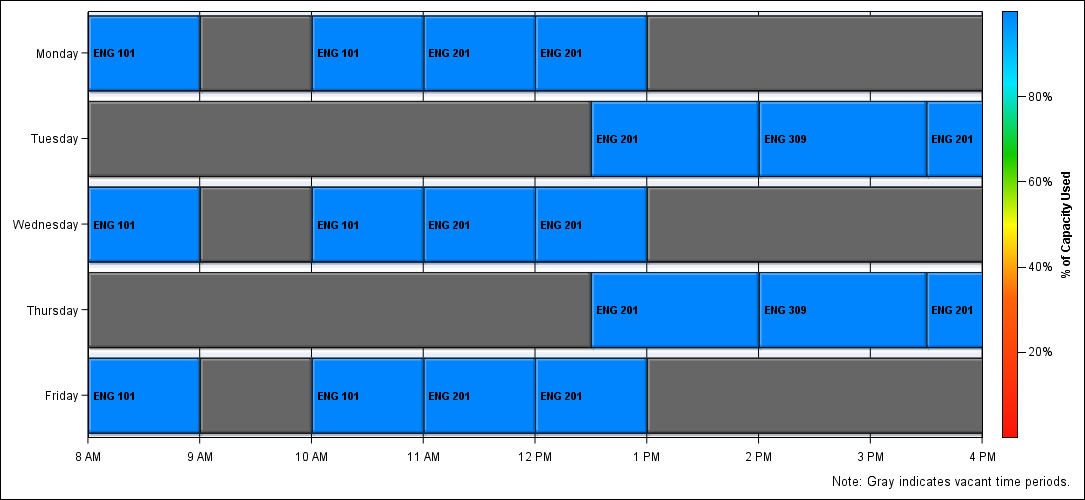 Monday
ENG 101
ENG 101
ENG 201
ENG 201
Tuesday
ENG 201
ENG 309
ENG 201
Wednesday
ENG 101
ENG 101
ENG 201
ENG 201
Thursday
ENG 201
ENG 309
ENG 201
Friday
ENG 101
ENG 101
ENG 201
ENG 201
8 AM
9 AM
10 AM
11 AM
12 PM
1 PM
2 PM
3 PM
4 PM
80%
60%
40%
20%
% of Capacity Used
Note: Gray indicates vacant time periods.